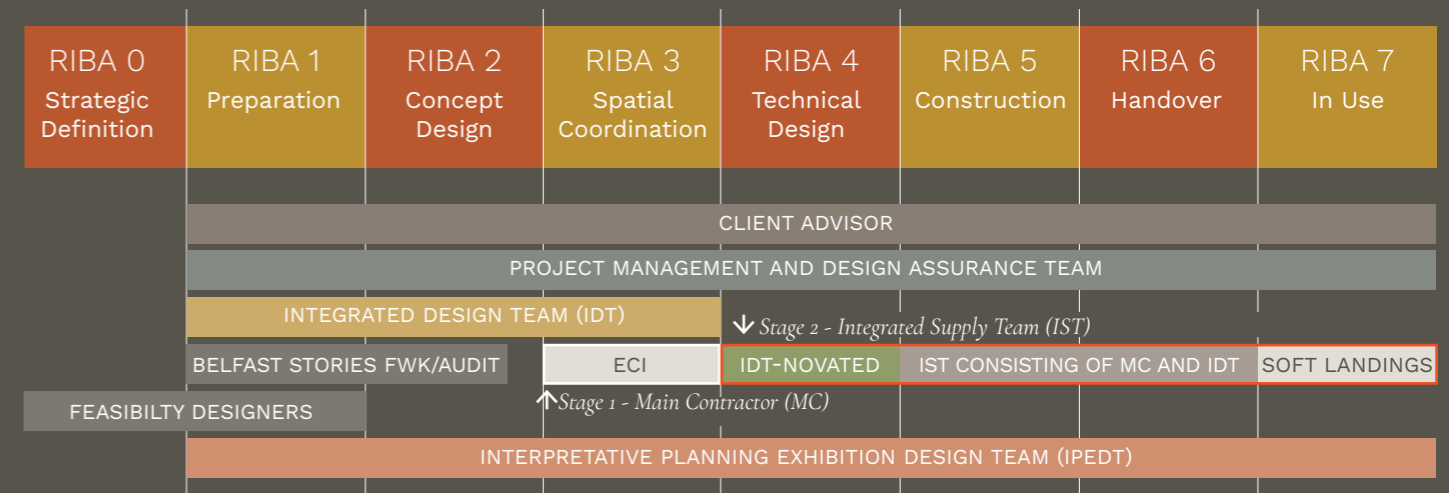 RIBA 0
Strategic
Definition
RIBA 1
Preparation
RIBA 2
Concept
Design
RIBA 3
Spatial
Coordination
RIBA 4
Technical
Design
RIBA 5
Construction
RIBA 6
Handover
RIBA 7
In Use
CLIENT ADVISOR
PROJECT MANAGEMENT AND DESIGN ASSURANCE TEAM
INTEGRATED DESIGN TEAM (IDT)
Stage 2 - Integrated Supply Team (IST)
BELFAST STORIES FWK/AUDIT
ECI
IDT-NOVATED
IST CONSISTING OF MC AND IDT
SOFT LANDINGS
Stage 1 - Main Contractor (MC)
FEASIBILTY DESIGNERS
INTERPRETATIVE PLANNING EXHIBITION DESIGN TEAM (IPEDT)